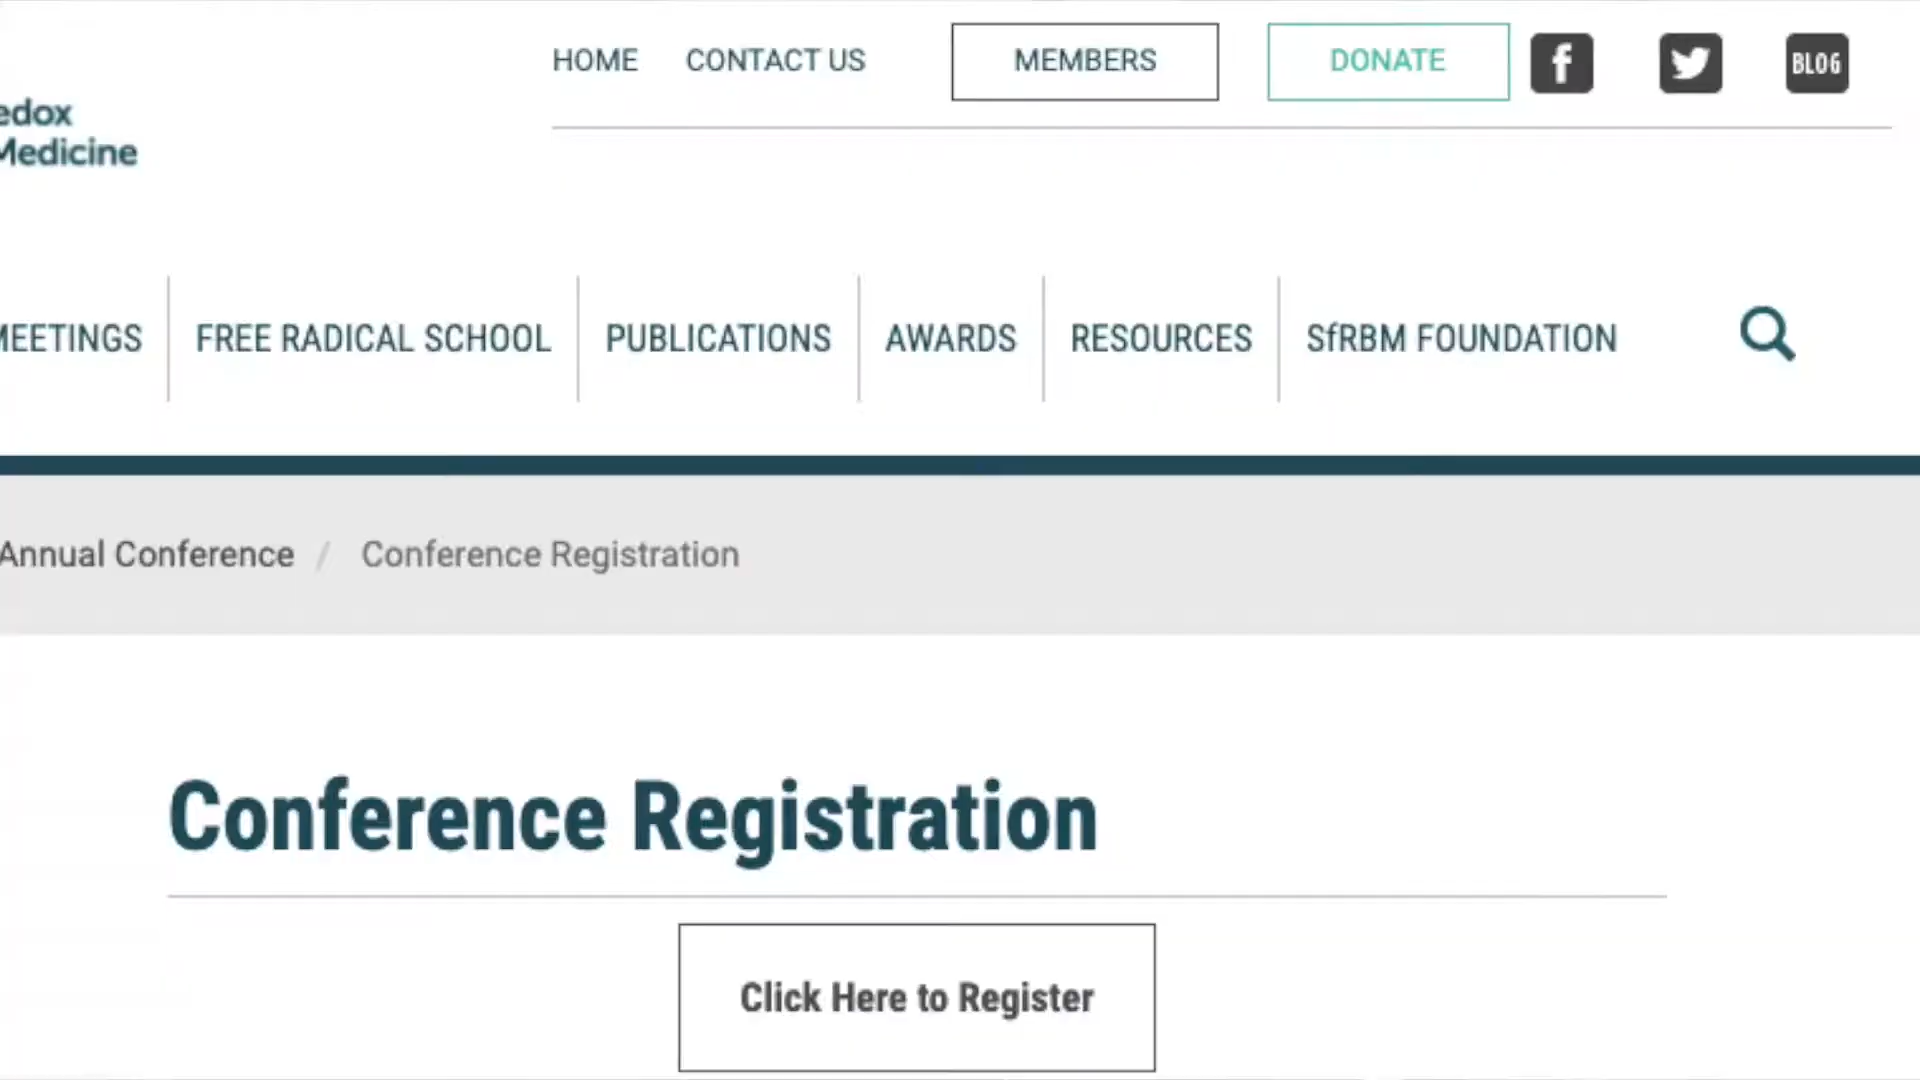 HOME CONTACT US MEMBERS DONATE f BLOG
edox
Medicine
MEETINGS FREE RADICAL SCHOOL PUBLICATIONS AWARDS RESOURCES SfRBM FOUNDATION
Annual Conference / Conference Registration
Conference Registration
Click Here to Register